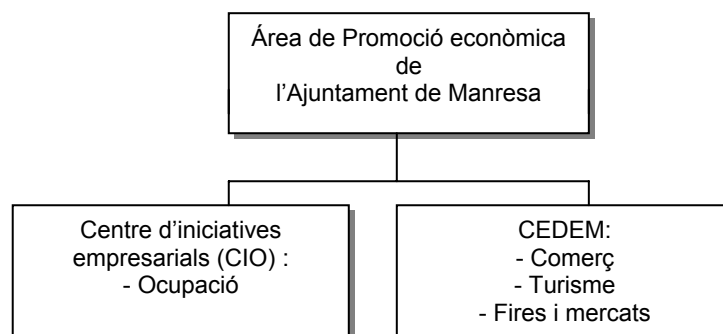 Área de Promoció econòmica
de
l’Ajuntament de Manresa
Centre d’iniciatives
empresarials (CIO) :
- Ocupació
CEDEM:
- Comerç
- Turisme
- Fires i mercats